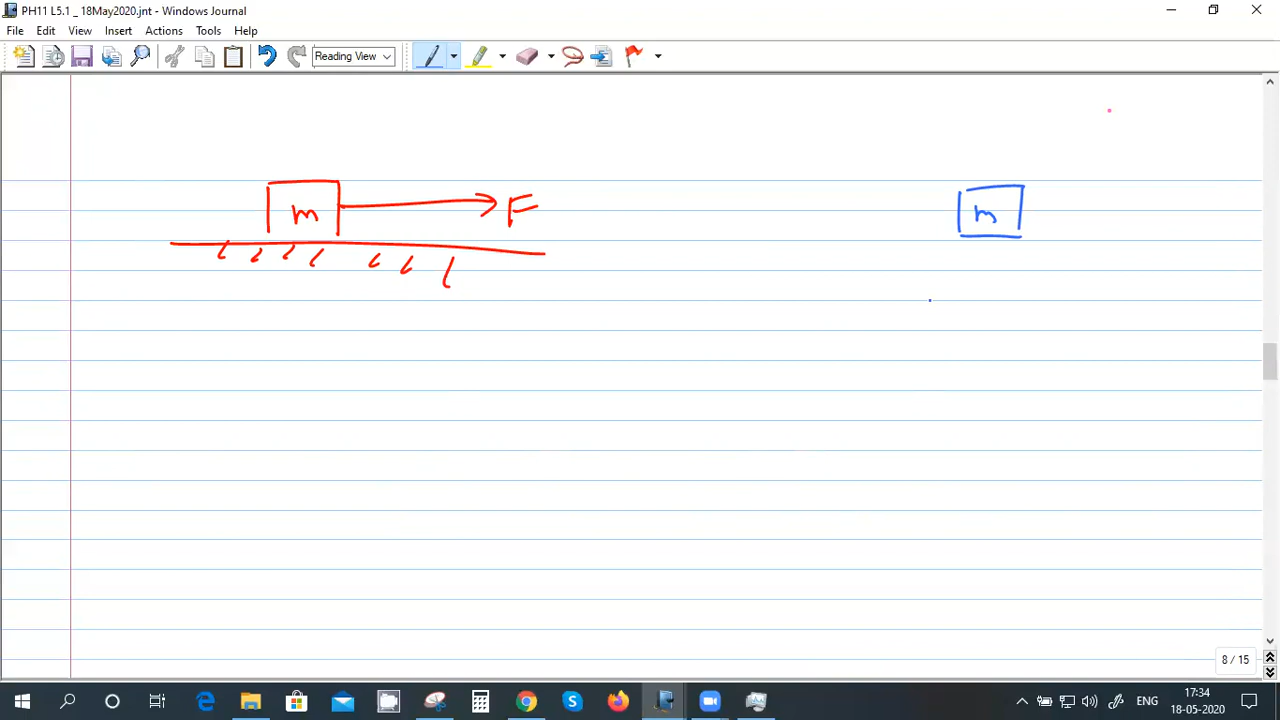 PH11 L5.1 _ 18May2020.jnt - Windows Journal
File Edit View Insert Actions Tools Help
Reading View
m F m
8 / 15
ENG 17:34
18-05-2020